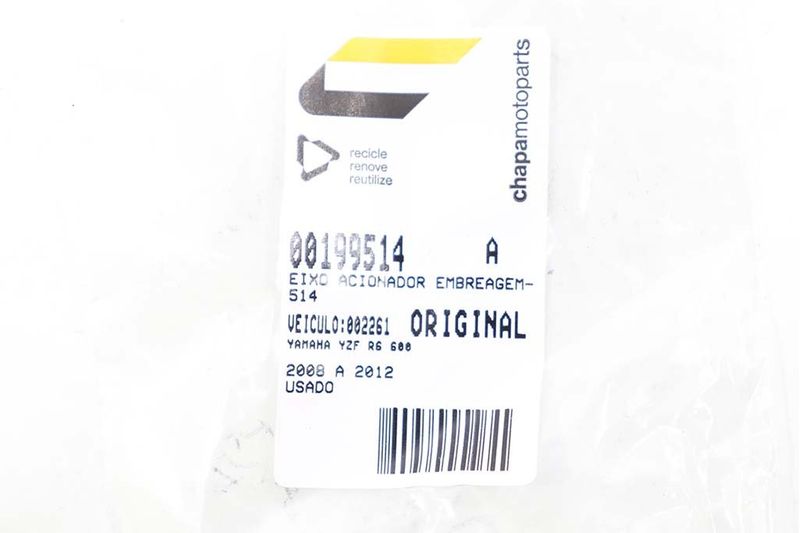 chapamotoparts
recicle
renove
reutilize
00199514 A
EIXO ACIONADOR EMBREAGEM-
514
VEICULO:002261 ORIGINAL
YAMAHA YZF R6 600
2008 A 2012
USADO